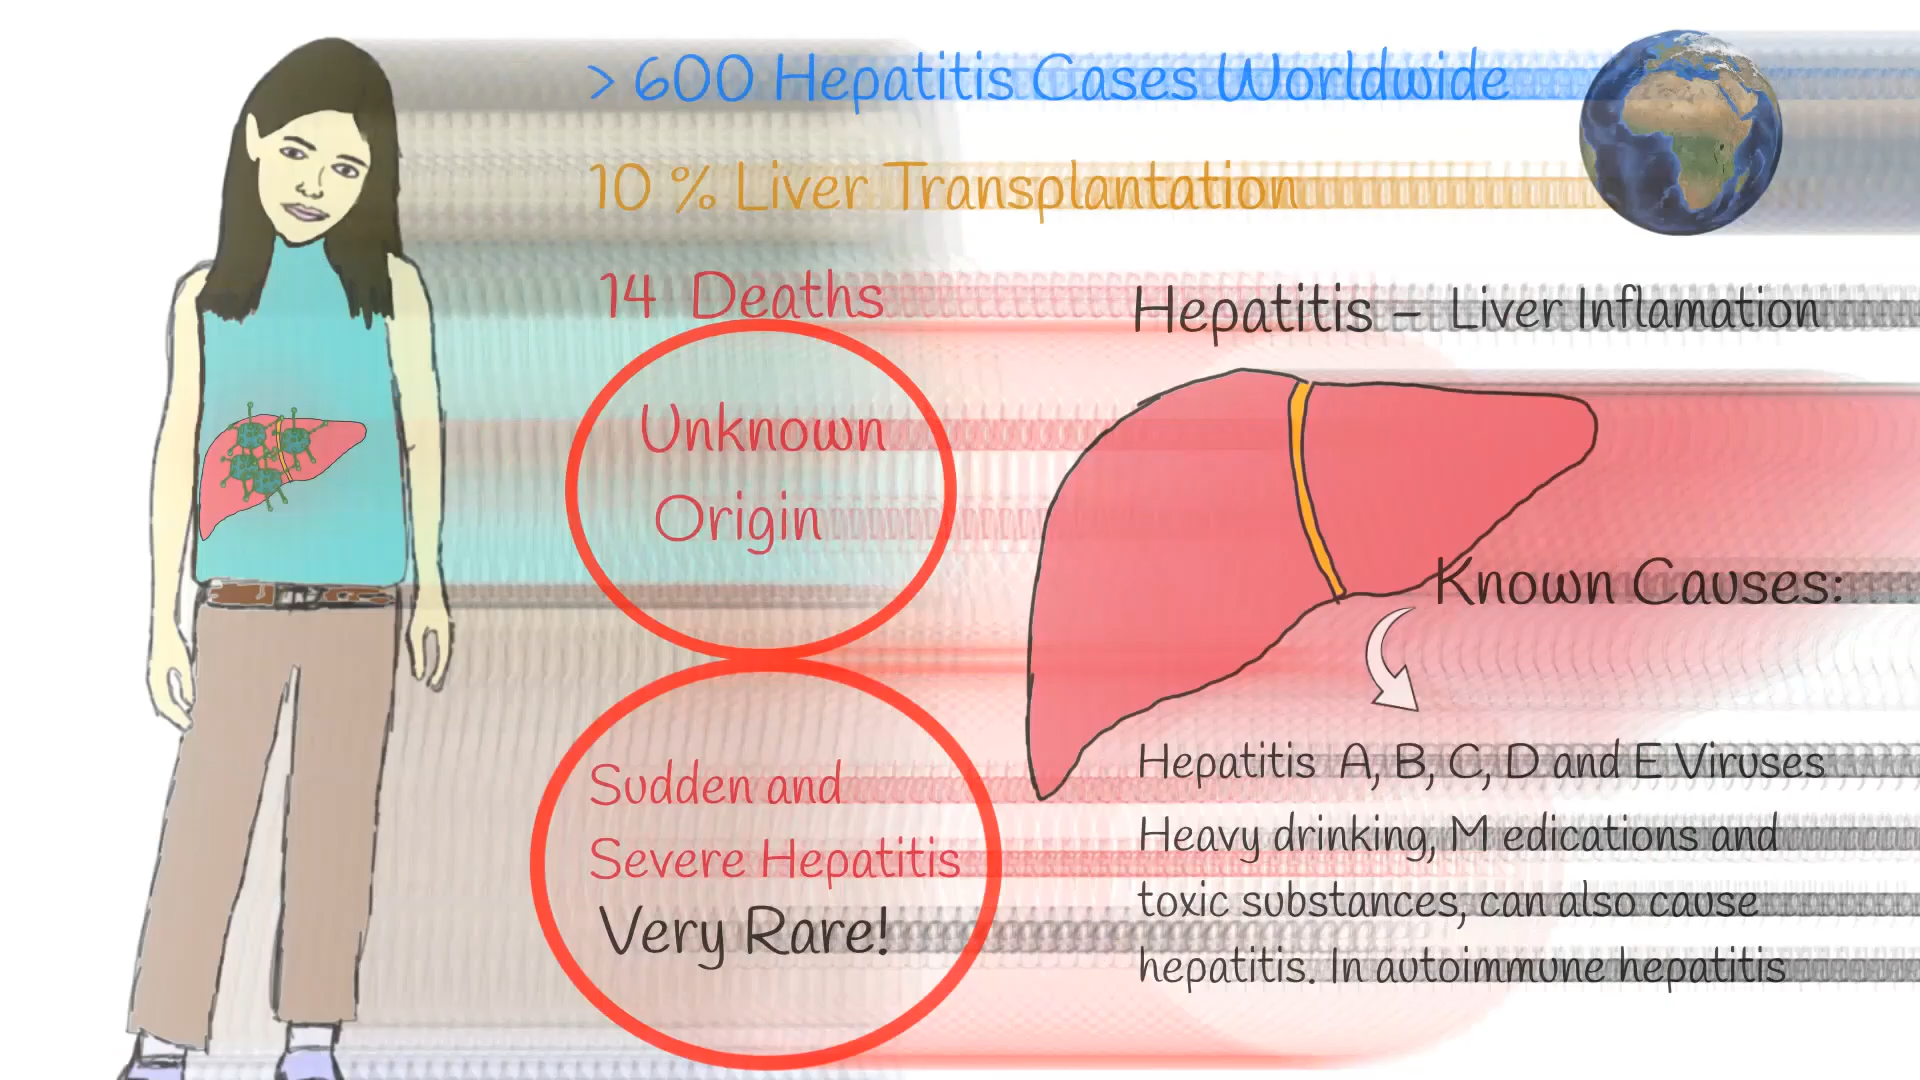 > 600 Hepatitis Cases Worldwide
10 % Liver Transplantation
14 Deaths
Unknown
Origin
Sudden and
Severe Hepatitis
Very Rare!
Hepatitis - Liver Inflamation
Known Causes:
Hepatitis A, B, C, D and E Viruses
Heavy drinking, M edications and
toxic substances, can also cause
hepatitis. In autoimmune hepatitis